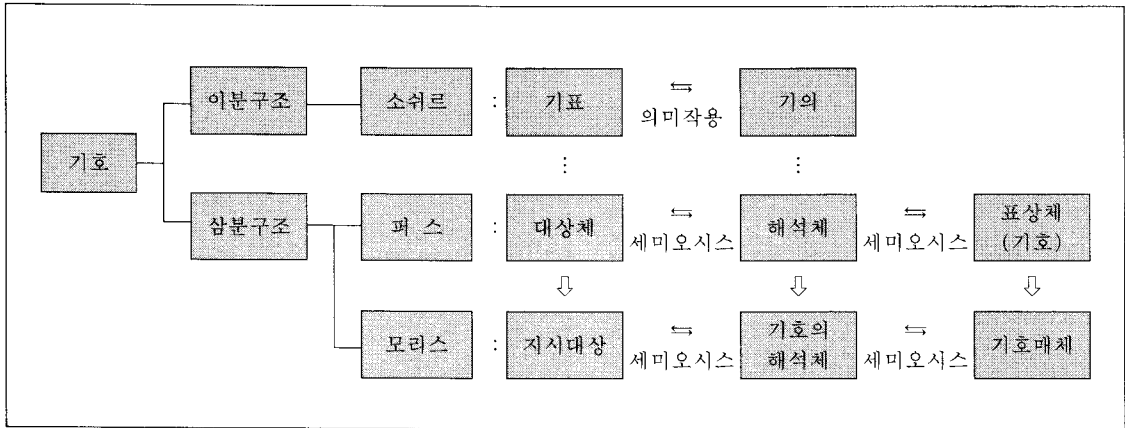 이분구조 소쉬르 : 기표 ⇆ 기의
의미작용
기호
⋮ ⋮
삼분구조 퍼 스 : 대상체 ⇆ 해석체 ⇆ 표상체
세미오시스 세미오시스 (기호)
⇩ ⇩ ⇩
모리스 : 지시대상 ⇆ 기호의 ⇆ 기호매체
세미오시스 해석체 세미오시스